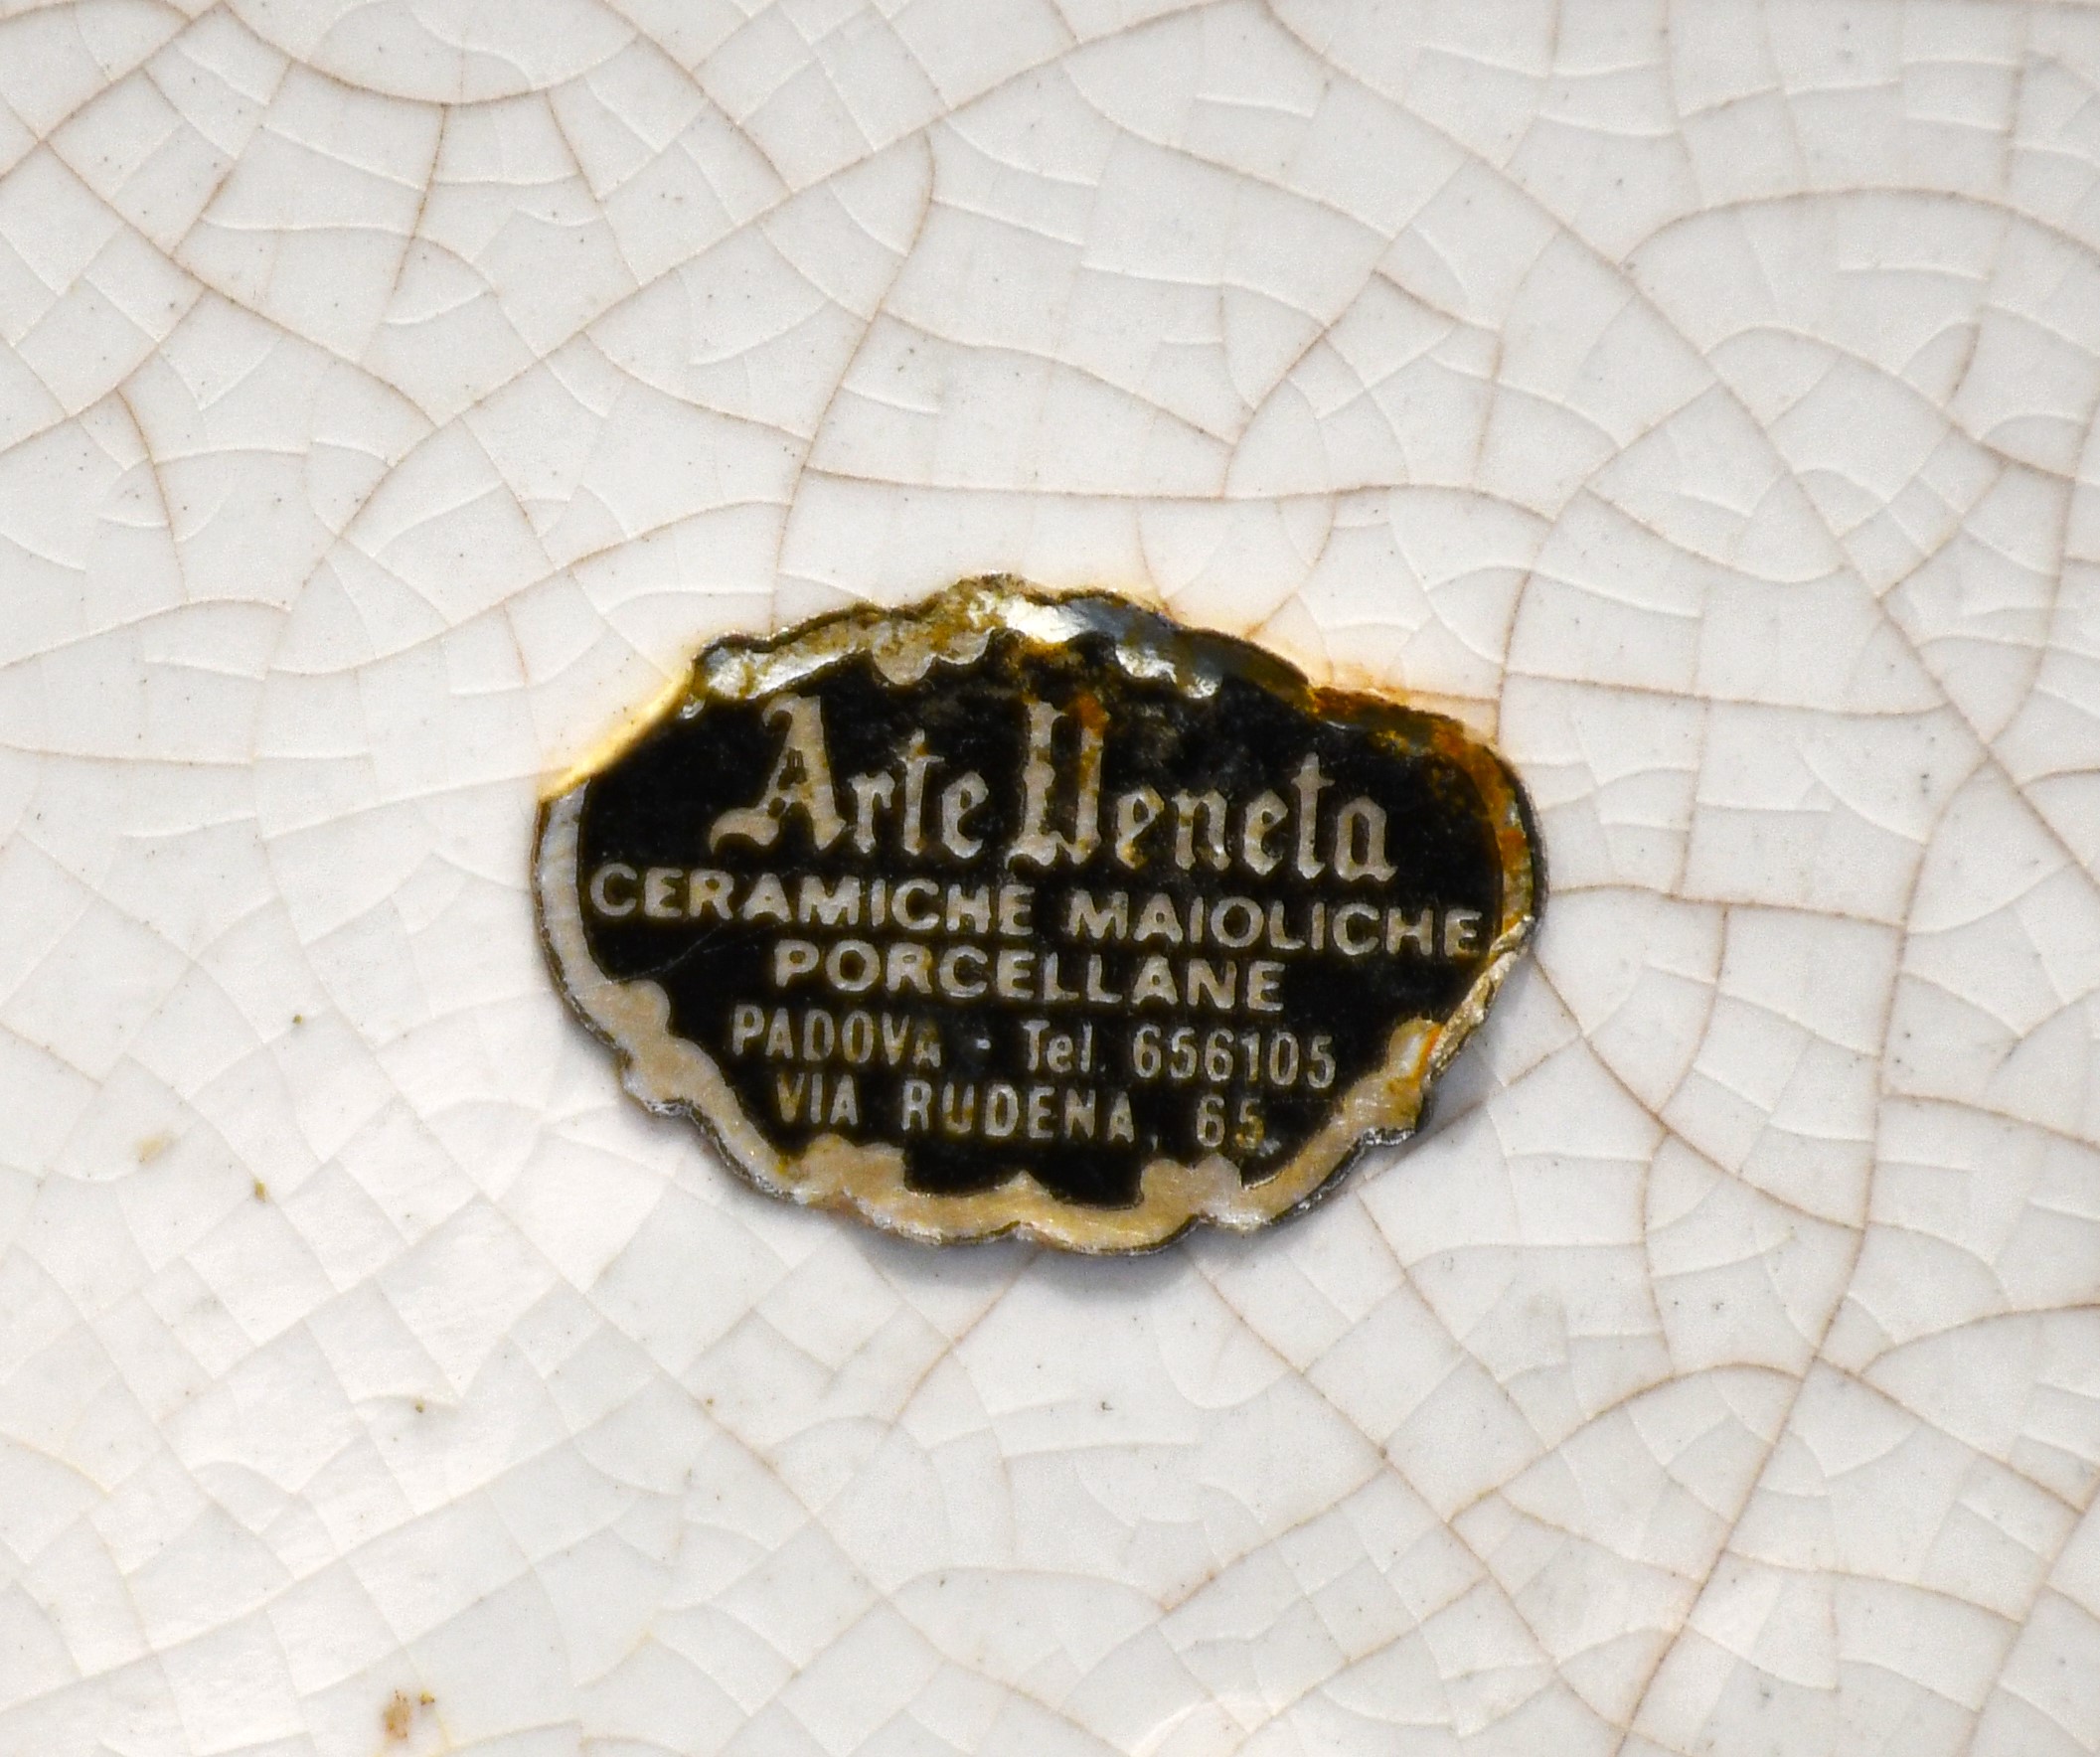 Arte Veneta
CERAMICHE MAIOLICHE
PORCELLANE
PADOVA - Tel. 656105
VIA RUDENA, 65